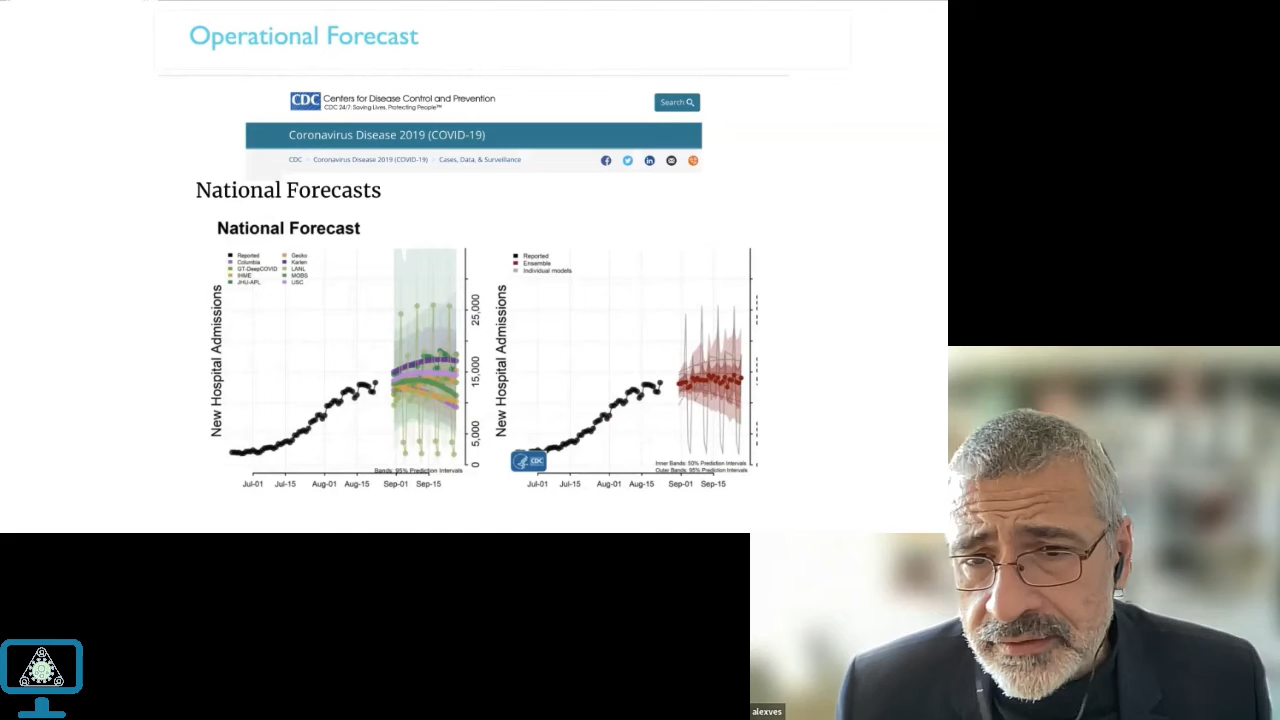 Operational Forecast
CDC Centers for Disease Control and Prevention
CDC 24/7: Saving Lives, Protecting People™
Search
Coronavirus Disease 2019 (COVID-19)
CDC Coronavirus Disease 2019 (COVID-19) Cases, Data, & Surveillance
National Forecasts
National Forecast
Reported
Columbia
GT-DeepCOVID
IHME
JHU-APL
Geckо
Karlen
LANL
MOBS
USC
New Hospital Admissions
25,000
15,000
5,000
0
Bands: 95% Prediction Intervals
Jul-01 Jul-15 Aug-01 Aug-15 Sep-01 Sep-15
Reported
Ensemble
Individual models
New Hospital Admissions
CDC
Inner Bands: 50% Prediction Intervals
Outer Bands: 95% Prediction Intervals
Jul-01 Jul-15 Aug-01 Aug-15 Sep-01 Sep-15
alexves